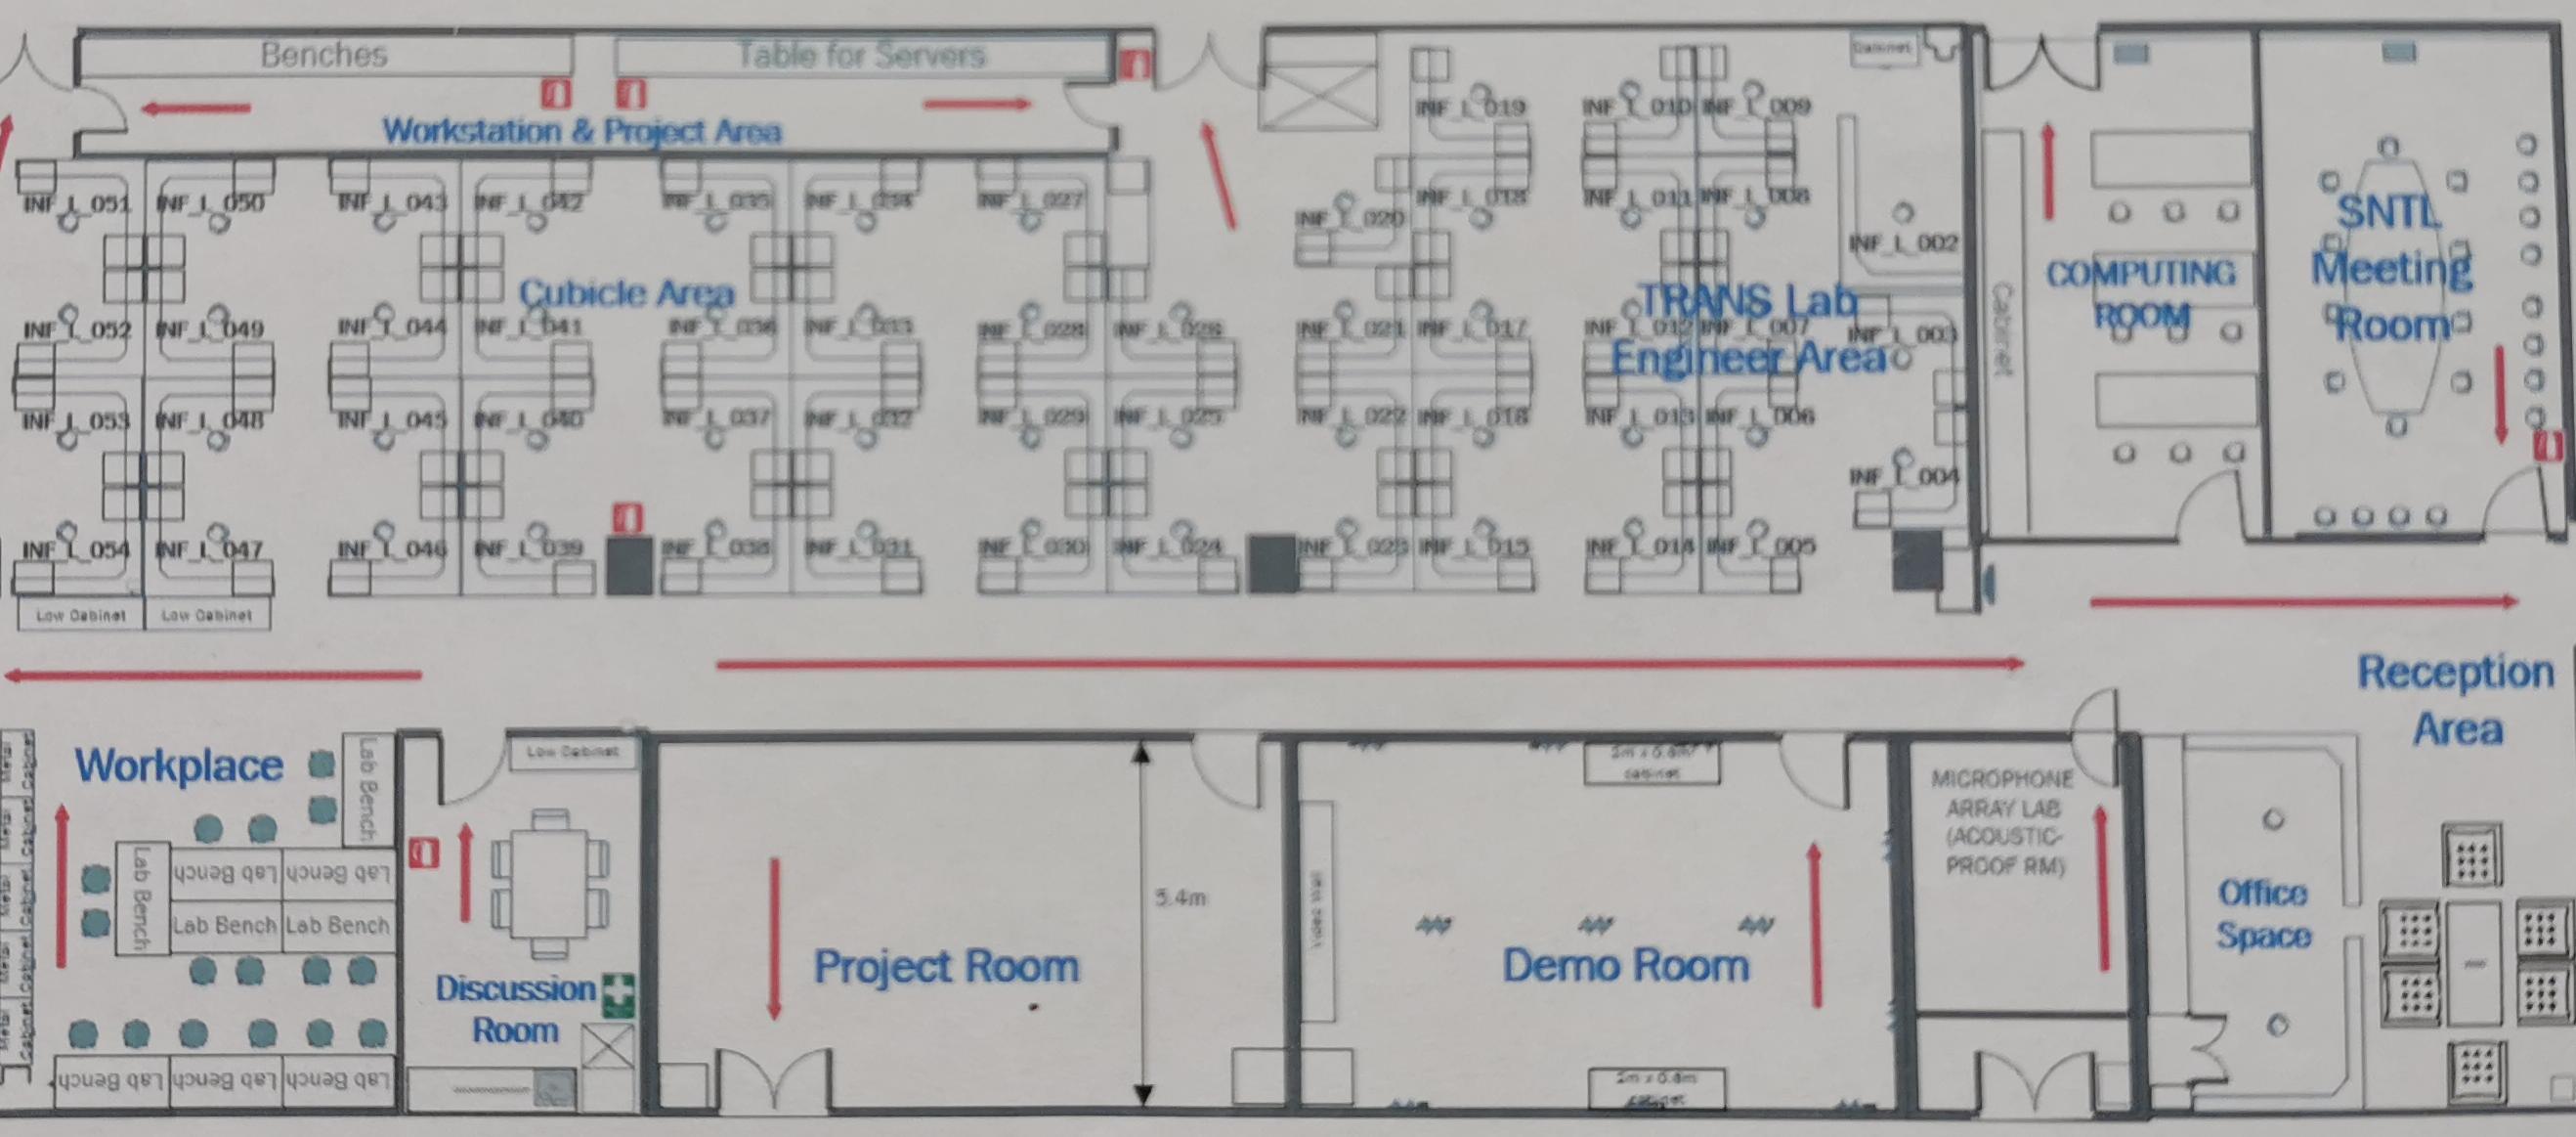 Benches
Table for Servers
Cabinet
Workstation & Project Area
INF_L_019
INF_L_010
INF_L_009
INF_L_051
INF_L_050
INF_L_043
INF_L_042
INF_L_035
INF_L_034
INF_L_027
INF_L_020
INF_L_018
INF_L_011
INF_L_008
INF_L_002
SNTL
Meeting
Room
Cubicle Area
TRANS Lab
Engineer Area
COMPUTING
ROOM
Cabinet
INF_L_052
INF_L_049
INF_L_044
INF_L_041
INF_L_036
INF_L_033
INF_L_028
INF_L_026
INF_L_021
INF_L_017
INF_L_012
INF_L_007
INF_L_003
INF_L_053
INF_L_048
INF_L_045
INF_L_040
INF_L_037
INF_L_032
INF_L_029
INF_L_025
INF_L_022
INF_L_016
INF_L_013
INF_L_006
INF_L_004
INF_L_054
INF_L_047
INF_L_046
INF_L_039
INF_L_038
INF_L_031
INF_L_030
INF_L_024
INF_L_023
INF_L_015
INF_L_014
INF_L_005
Low Cabinet
Low Cabinet
Reception
Area
Workplace
Lab Bench
Low Cabinet
2m x 0.6m
cabinet
MICROPHONE
ARRAY LAB
(ACOUSTIC-
PROOF RM)
Metal Cabinet
Metal Cabinet
Metal Cabinet
Metal Cabinet
Lab Bench
Lab Bench
Lab Bench
Lab Bench
Lab Bench
5.4m
Project Room
Demo Room
Office
Space
Discussion
Room
Lab Bench
Lab Bench
Lab Bench
2m x 0.6m
cabinet